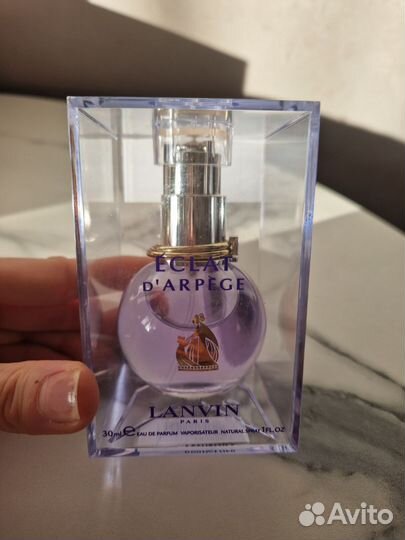 ÉCLAT
D'ARPÈGE
LANVIN
PARIS
30ml e EAU DE PARFUM VAPORISATEUR NATURAL SPRAY 1FL.OZ
Avito